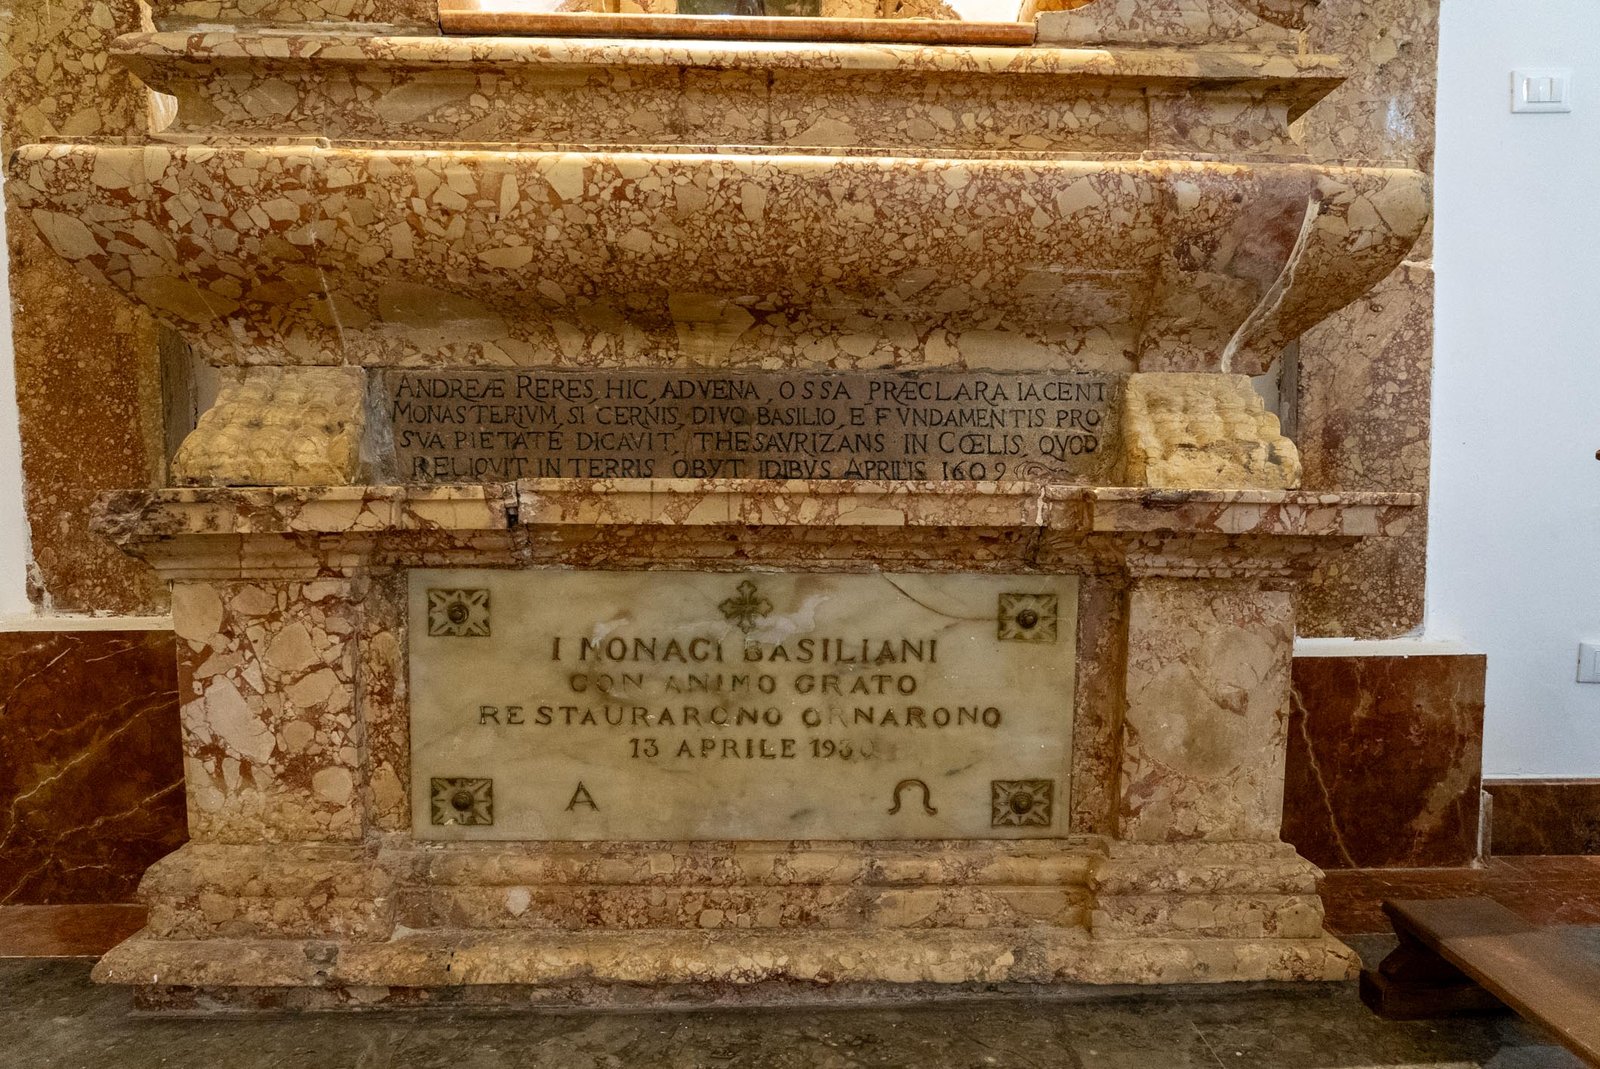 ANDREÆ RERES, HIC, ADVENA, OSSA PRÆCLARA IACENT
MONASTERIVM, SI CERNIS, DIVO BASILIO, E FVNDAMENTIS PRO
SVA PIETATE DICAVIT, THESAVRIZANS IN CŒLIS, QVOD
RELIQVIT IN TERRIS OBYT IDIBVS APRILIS 1609
I MONACI BASILIANI
CON ANIMO GRATO
RESTAURARONO ORNARONO
13 APRILE
Α Ω